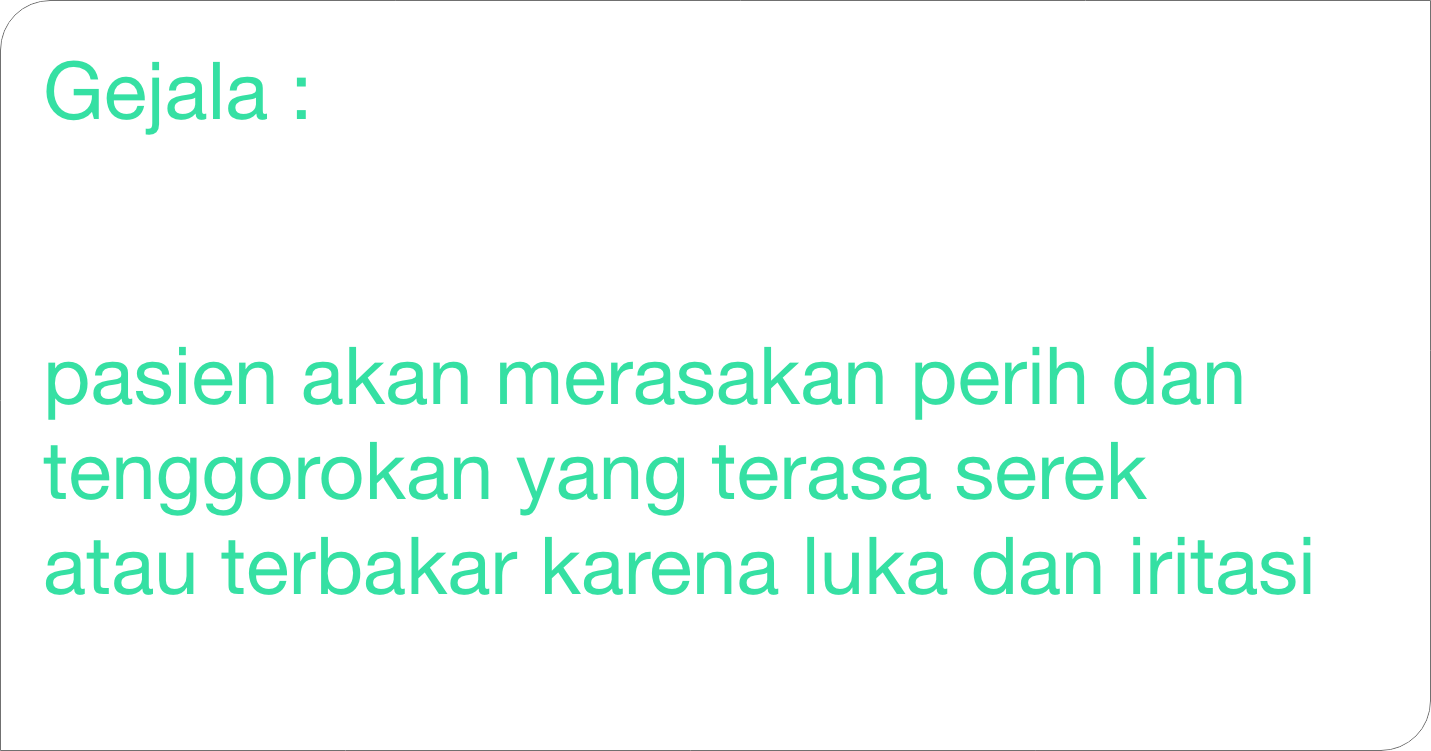 Gejala :
pasien akan merasakan perih dan
tenggorokan yang terasa serek
atau terbakar karena luka dan iritasi